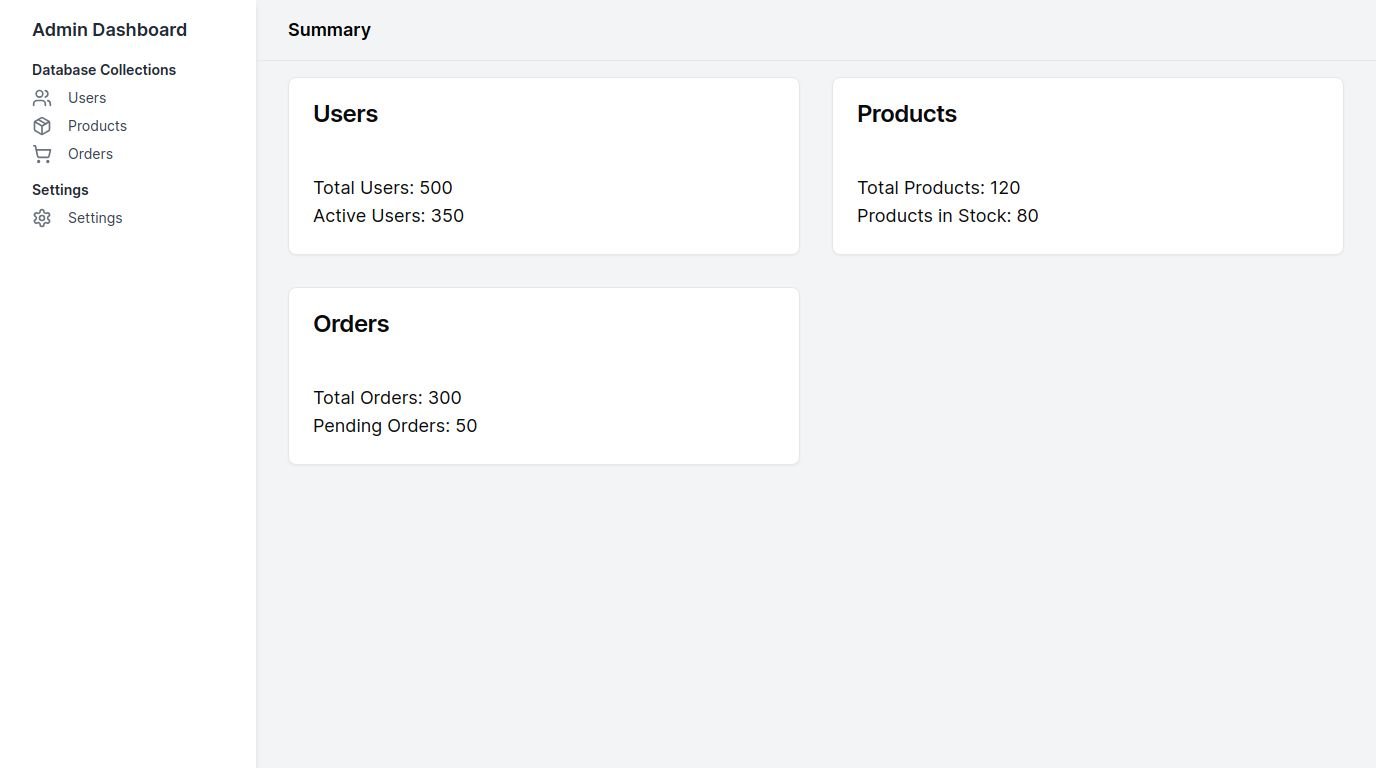 Admin Dashboard
Database Collections
Users
Products
Orders
Settings
Settings
Summary
Users
Total Users: 500
Active Users: 350
Products
Total Products: 120
Products in Stock: 80
Orders
Total Orders: 300
Pending Orders: 50